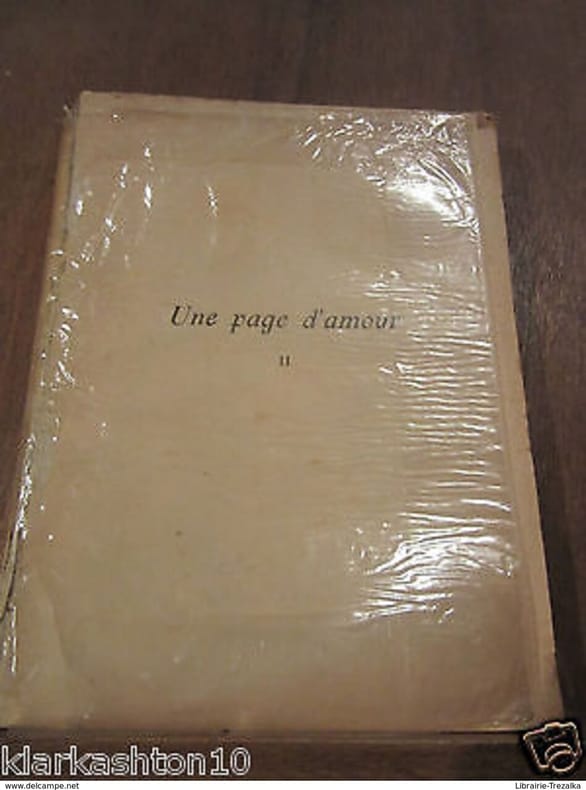 Une page d'amour
II
klarkashton10
www.delcampe.net
Librairie-Trezalka